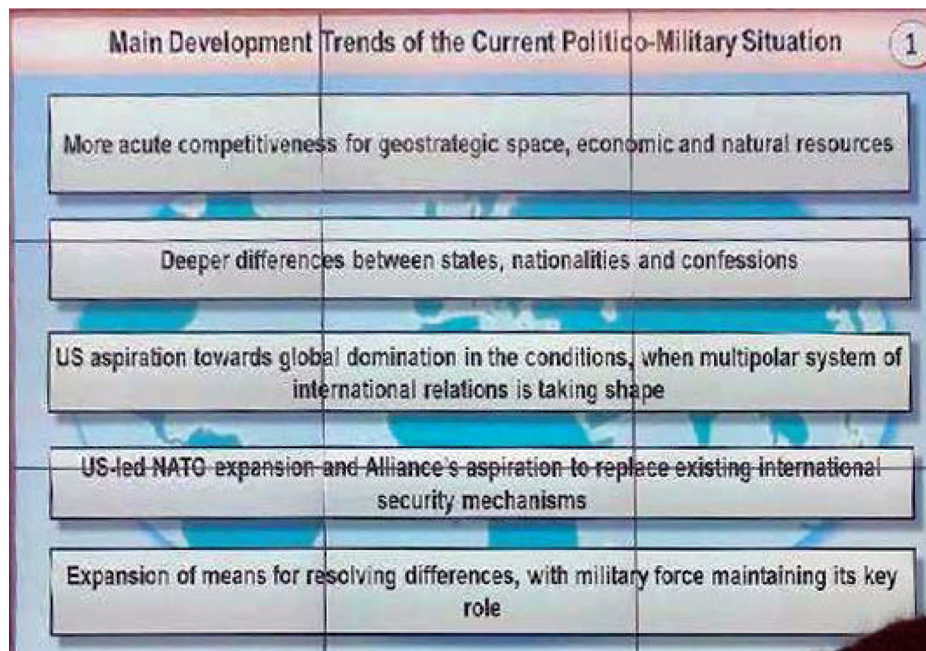 Main Development Trends of the Current Politico-Military Situation
1
More acute competitiveness for geostrategic space, economic and natural resources
Deeper differences between states, nationalities and confessions
US aspiration towards global domination in the conditions, when multipolar system of
international relations is taking shape
US-led NATO expansion and Alliance's aspiration to replace existing international
security mechanisms
Expansion of means for resolving differences, with military force maintaining its key
role